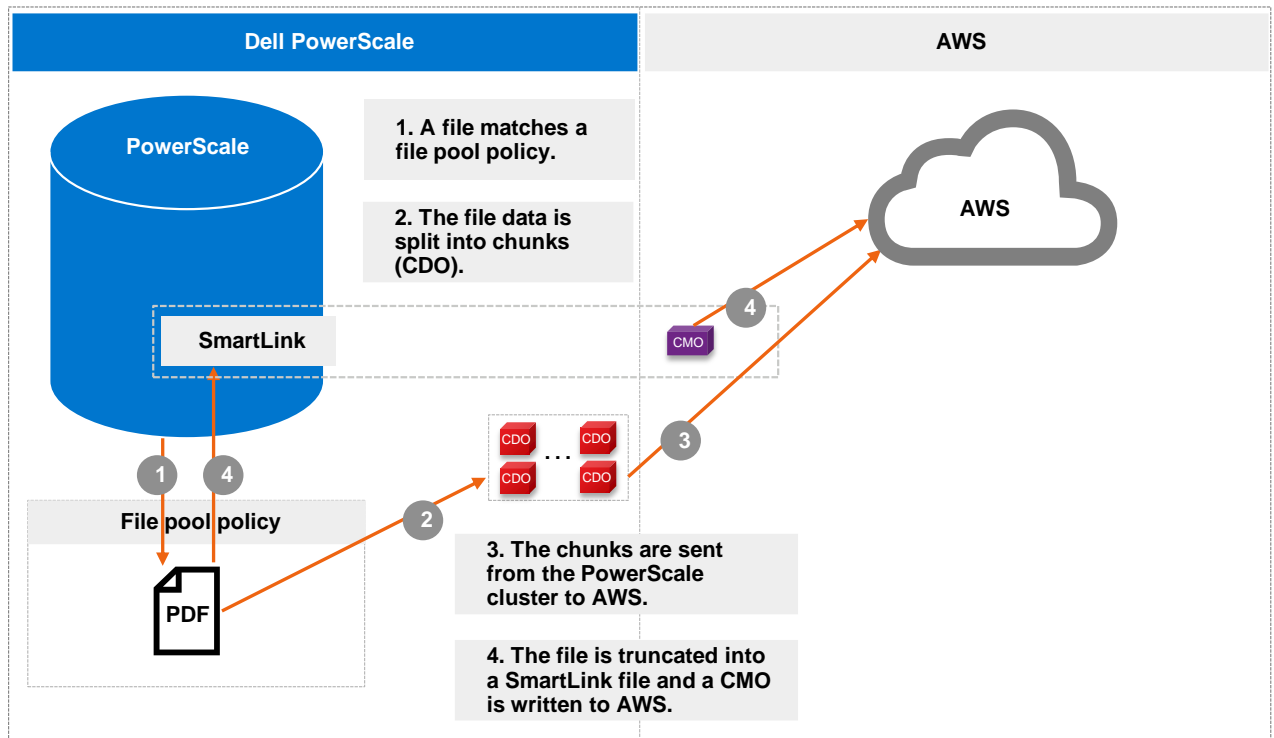 Dell PowerScale
AWS
PowerScale
1. A file matches a
file pool policy.
2. The file data is
split into chunks
(CDO).
AWS
4
SmartLink
CMO
CDO
CDO
...
CDO
CDO
3
1
4
2
File pool policy
PDF
3. The chunks are sent
from the PowerScale
cluster to AWS.
4. The file is truncated into
a SmartLink file and a CMO
is written to AWS.